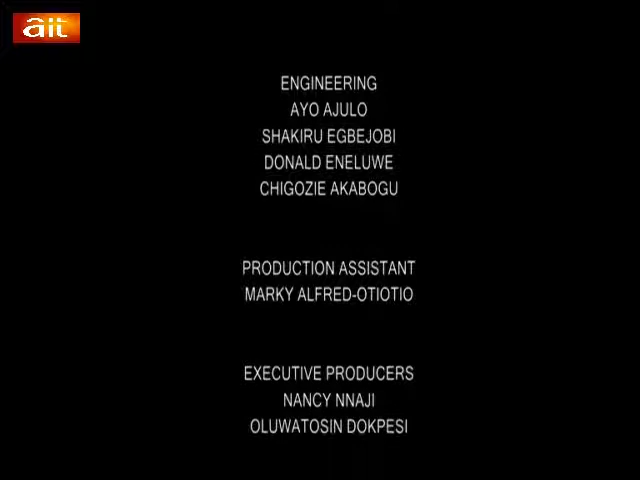 ait
ENGINEERING
AYO AJULO
SHAKIRU EGBEJOBI
DONALD ENELUWE
CHIGOZIE AKABOGU
PRODUCTION ASSISTANT
MARKY ALFRED-OTIOTIO
EXECUTIVE PRODUCERS
NANCY NNAJI
OLUWATOSIN DOKPESI